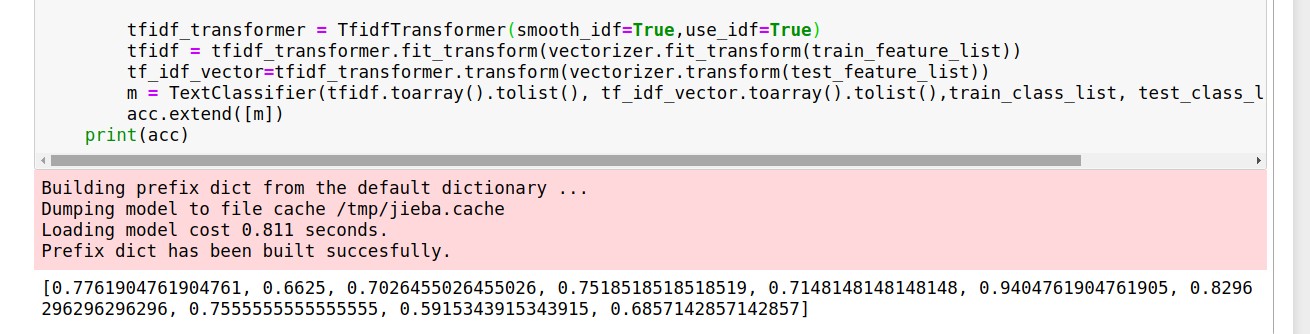 tfidf_transformer = TfidfTransformer(smooth_idf=True,use_idf=True)
tfidf = tfidf_transformer.fit_transform(vectorizer.fit_transform(train_feature_list))
tf_idf_vector=tfidf_transformer.transform(vectorizer.transform(test_feature_list))
m = TextClassifier(tfidf.toarray().tolist(), tf_idf_vector.toarray().tolist(),train_class_list, test_class_l
acc.extend([m])
print(acc)
Building prefix dict from the default dictionary ...
Dumping model to file cache /tmp/jieba.cache
Loading model cost 0.811 seconds.
Prefix dict has been built succesfully.
[0.7761904761904761, 0.6625, 0.7026455026455026, 0.7518518518518519, 0.7148148148148148, 0.9404761904761905, 0.8296
296296296296, 0.7555555555555555, 0.5915343915343915, 0.6857142857142857]